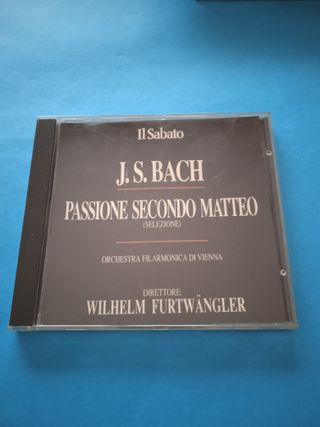 Il Sabato
J. S. BACH
PASSIONE SECONDO MATTEO
(SELEZIONE)
ORCHESTRA FILARMONICA DI VIENNA
DIRETTORE:
WILHELM FURTWÄNGLER